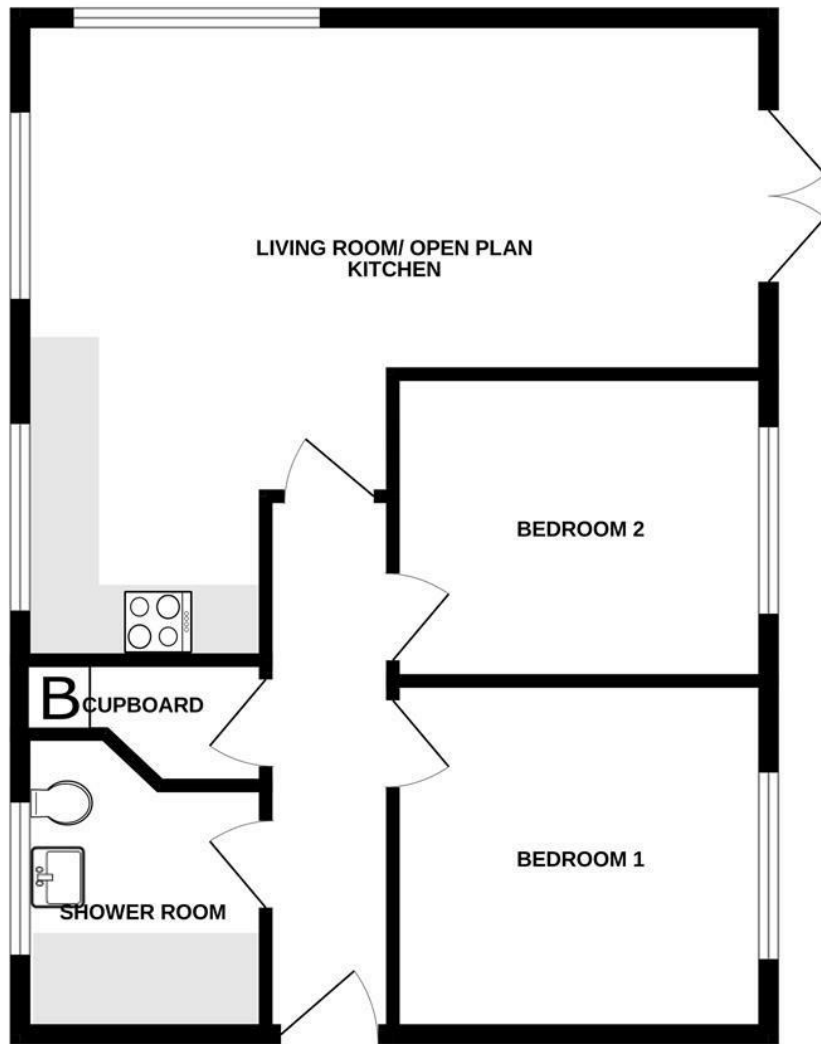 LIVING ROOM/ OPEN PLAN
KITCHEN
BEDROOM 2
B
CUPBOARD
BEDROOM 1
SHOWER ROOM